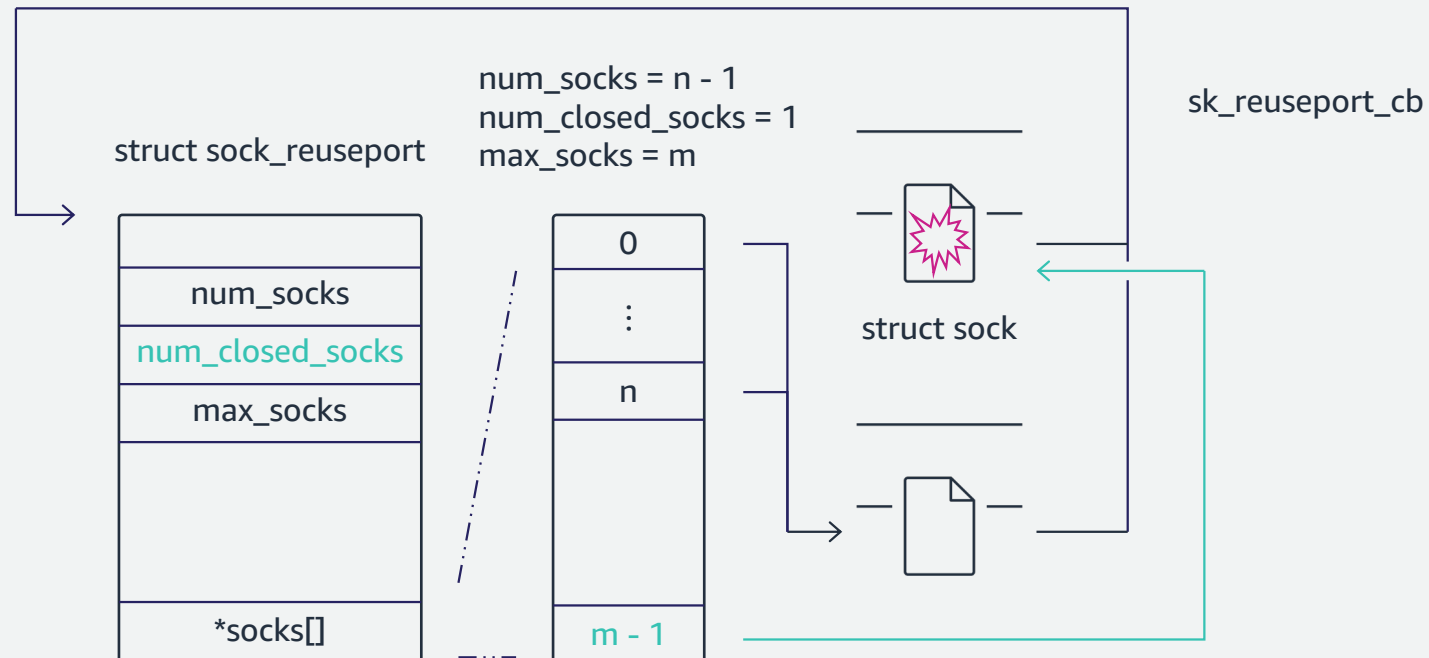 num_socks = n - 1
num_closed_socks = 1
max_socks = m
sk_reuseport_cb
struct sock_reuseport
num_socks
num_closed_socks
max_socks
*socks[]
0
⋮
n
m - 1
struct sock